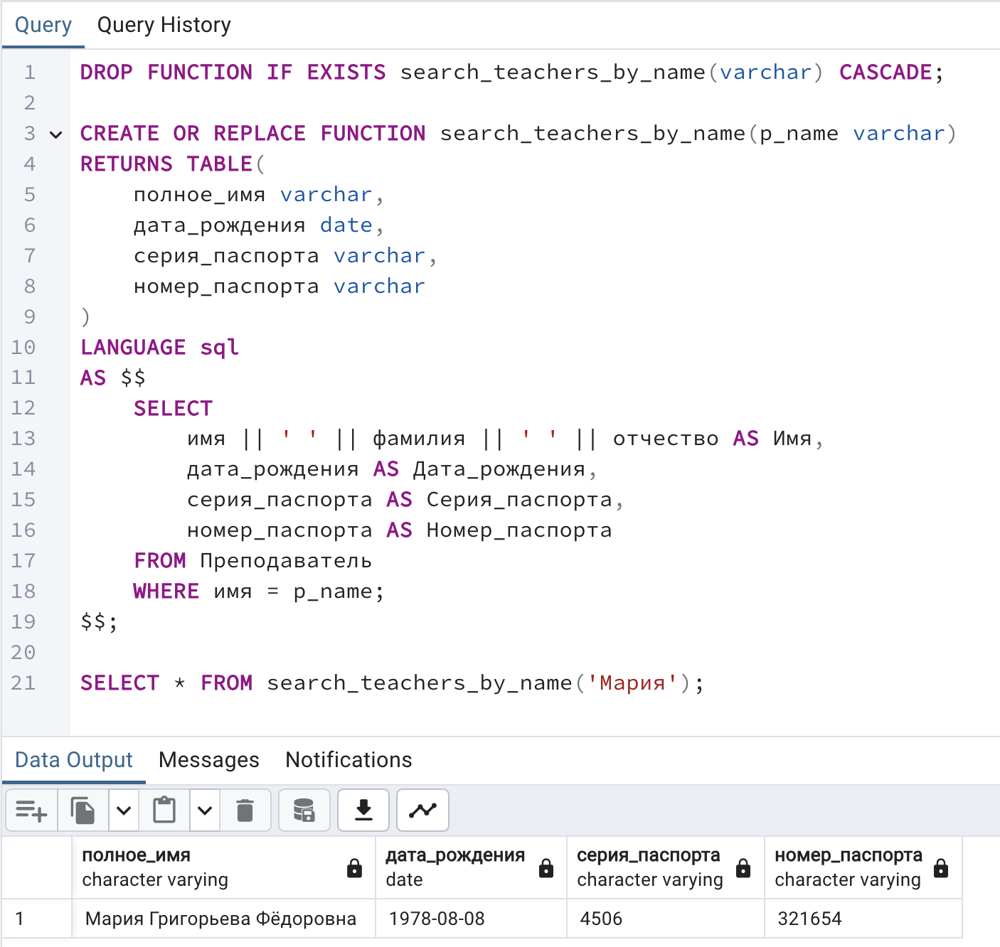 Query Query History
1 DROP FUNCTION IF EXISTS search_teachers_by_name(varchar) CASCADE;
2
3 CREATE OR REPLACE FUNCTION search_teachers_by_name(p_name varchar)
4 RETURNS TABLE(
5 полное_имя varchar,
6 дата_рождения date,
7 серия_паспорта varchar,
8 номер_паспорта varchar
9 )
10 LANGUAGE sql
11 AS $$
12 SELECT
13 имя || ' ' || фамилия || ' ' || отчество AS Имя,
14 дата_рождения AS Дата_рождения,
15 серия_паспорта AS Серия_паспорта,
16 номер_паспорта AS Номер_паспорта
17 FROM Преподаватель
18 WHERE имя = p_name;
19 $$;
20
21 SELECT * FROM search_teachers_by_name('Мария');
Data Output Messages Notifications
полное_имя дата_рождения серия_паспорта номер_паспорта
character varying date character varying character varying
1 Мария Григорьева Фёдоровна 1978-08-08 4506 321654